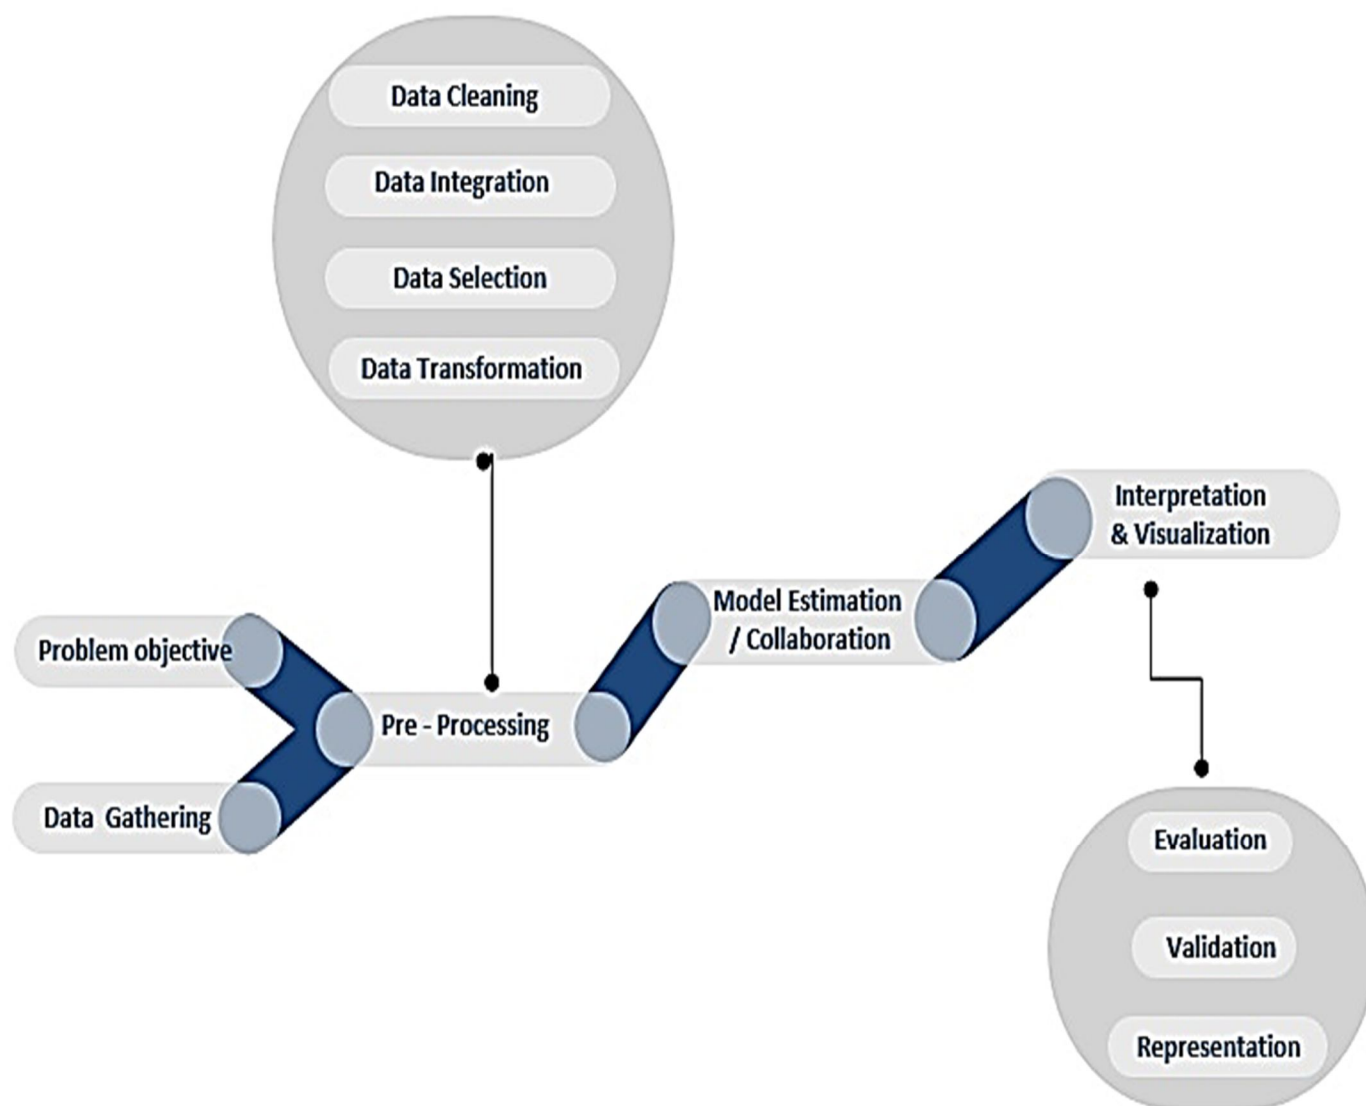 Data Cleaning
Data Integration
Data Selection
Data Transformation
Interpretation
& Visualization
Model Estimation
/ Collaboration
Problem objective
Pre - Processing
Data Gathering
Evaluation
Validation
Representation